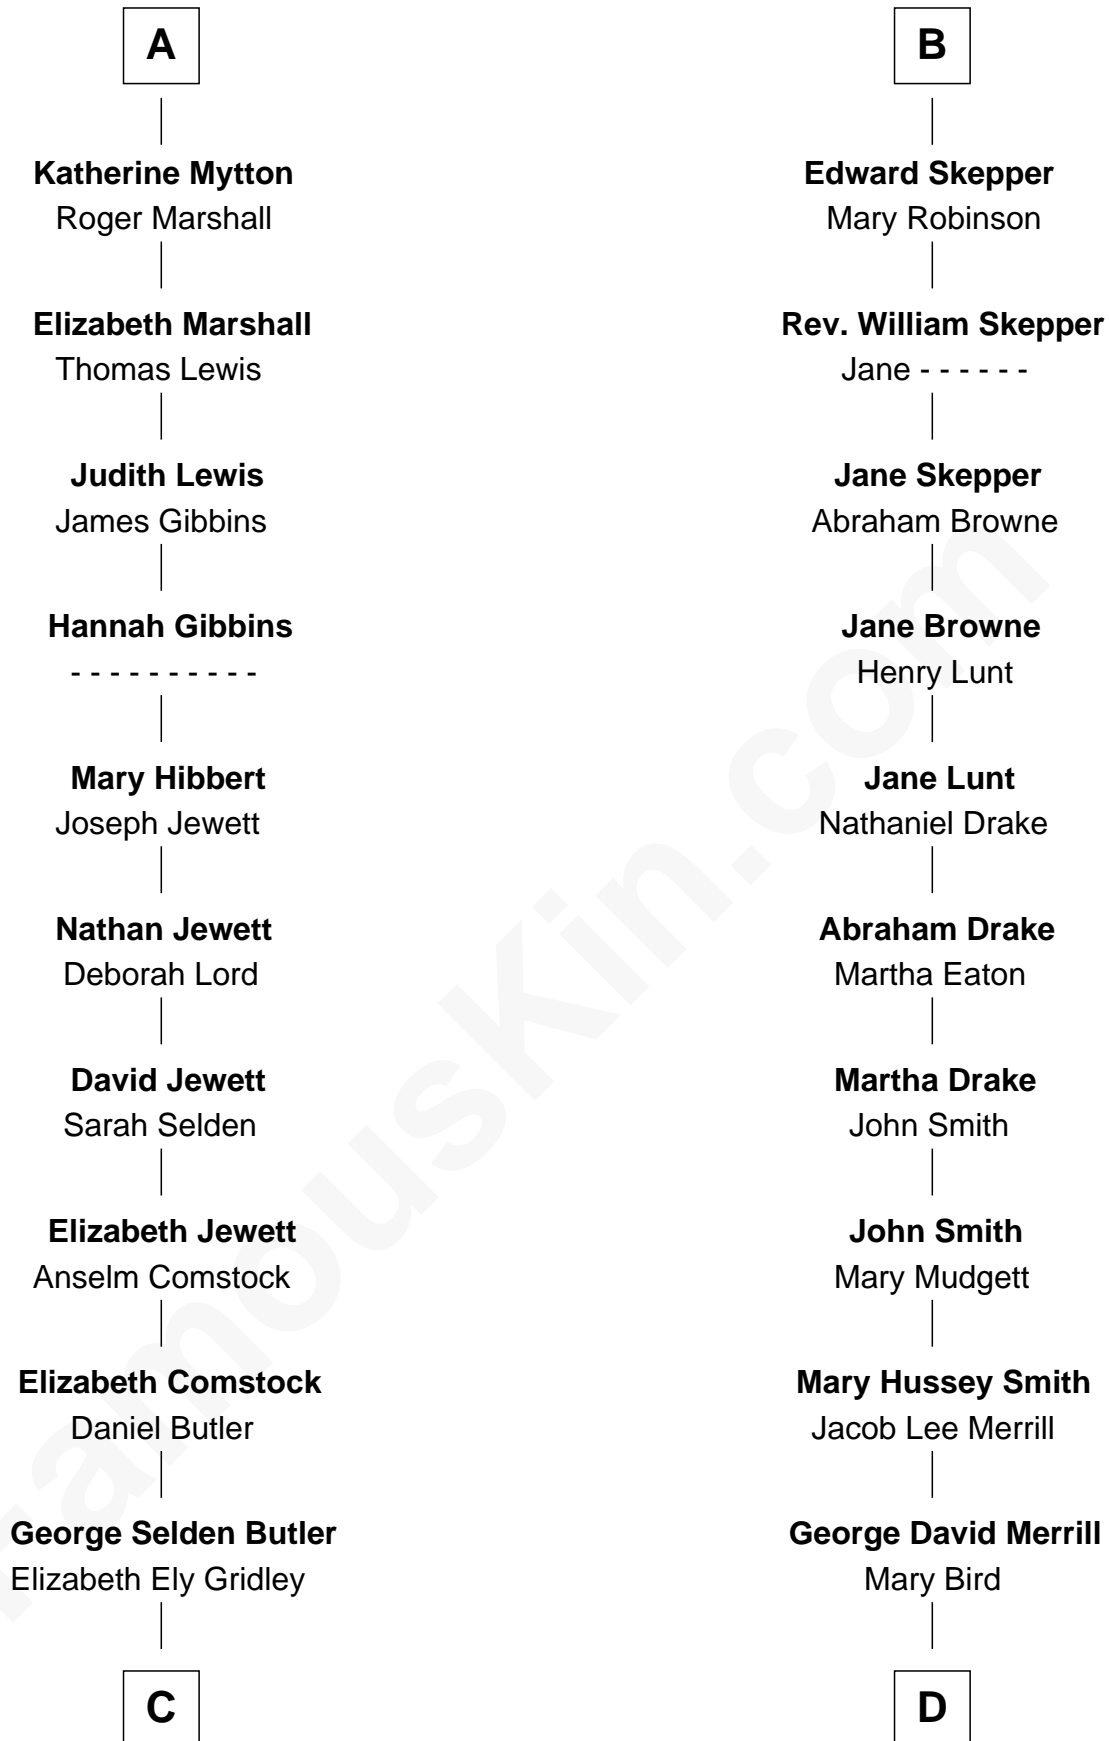 A
Katherine Mytton
Roger Marshall
Elizabeth Marshall
Thomas Lewis
Judith Lewis
James Gibbins
Hannah Gibbins
- - - - - - - - - -
Mary Hibbert
Joseph Jewett
Nathan Jewett
Deborah Lord
David Jewett
Sarah Selden
Elizabeth Jewett
Anselm Comstock
Elizabeth Comstock
Daniel Butler
George Selden Butler
Elizabeth Ely Gridley
C
B
Edward Skepper
Mary Robinson
Rev. William Skepper
Jane - - - - - -
Jane Skepper
Abraham Browne
Jane Browne
Henry Lunt
Jane Lunt
Nathaniel Drake
Abraham Drake
Martha Eaton
Martha Drake
John Smith
John Smith
Mary Mudgett
Mary Hussey Smith
Jacob Lee Merrill
George David Merrill
Mary Bird
D
FamousKin.com